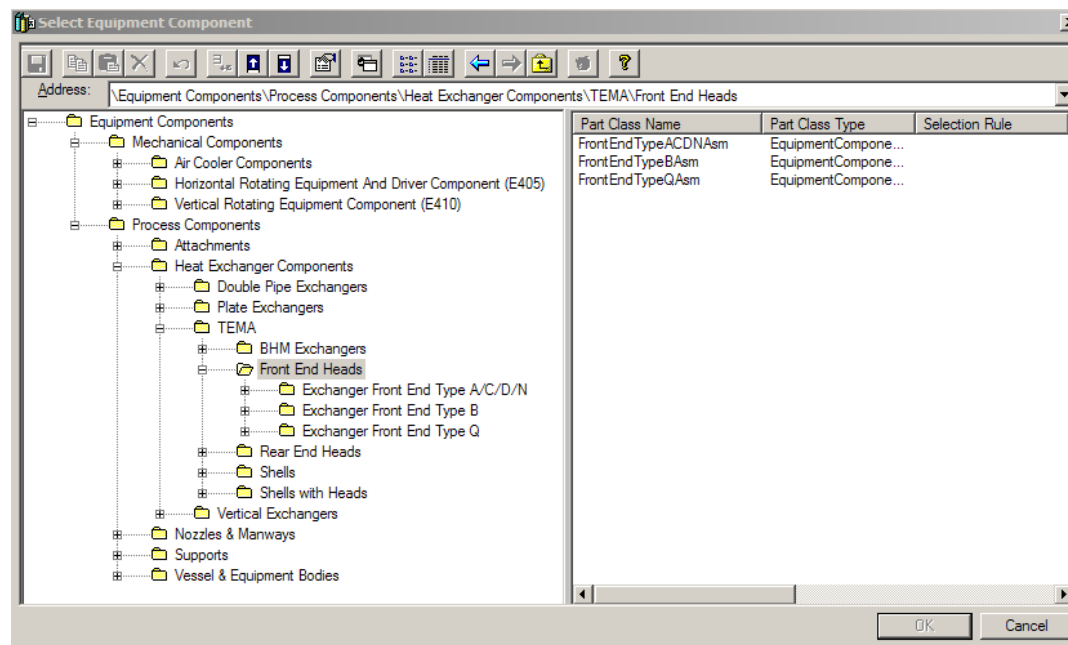 Select Equipment Component
Address: \Equipment Components\Process Components\Heat Exchanger Components\TEMA\Front End Heads
Equipment Components
Mechanical Components
Air Cooler Components
Horizontal Rotating Equipment And Driver Component (E405)
Vertical Rotating Equipment Component (E410)
Process Components
Attachments
Heat Exchanger Components
Double Pipe Exchangers
Plate Exchangers
TEMA
BHM Exchangers
Front End Heads
Exchanger Front End Type A/C/D/N
Exchanger Front End Type B
Exchanger Front End Type Q
Rear End Heads
Shells
Shells with Heads
Vertical Exchangers
Nozzles & Manways
Supports
Vessel & Equipment Bodies
Part Class Name Part Class Type Selection Rule
FrontEndTypeACDNAsm EquipmentCompone...
FrontEndTypeBAsm EquipmentCompone...
FrontEndTypeQAsm EquipmentCompone...
OK Cancel